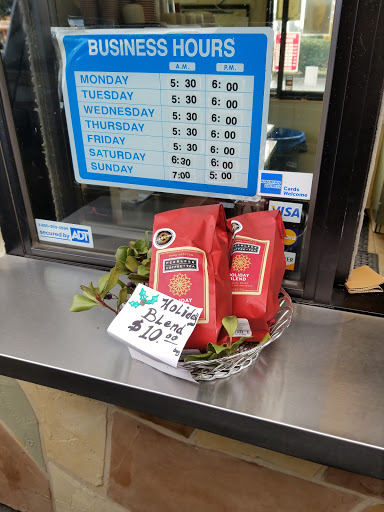 BUSINESS HOURS
A.M. P.M.
MONDAY 5:30 6:00
TUESDAY 5:30 6:00
WEDNESDAY 5:30 6:00
THURSDAY 5:30 6:00
FRIDAY 5:30 6:00
SATURDAY 6:30 6:00
SUNDAY 7:00 5:00
Cards
Welcome
VISA
secured by ADT
HOLIDAY
BLEND
Holiday
Blend
$10.00